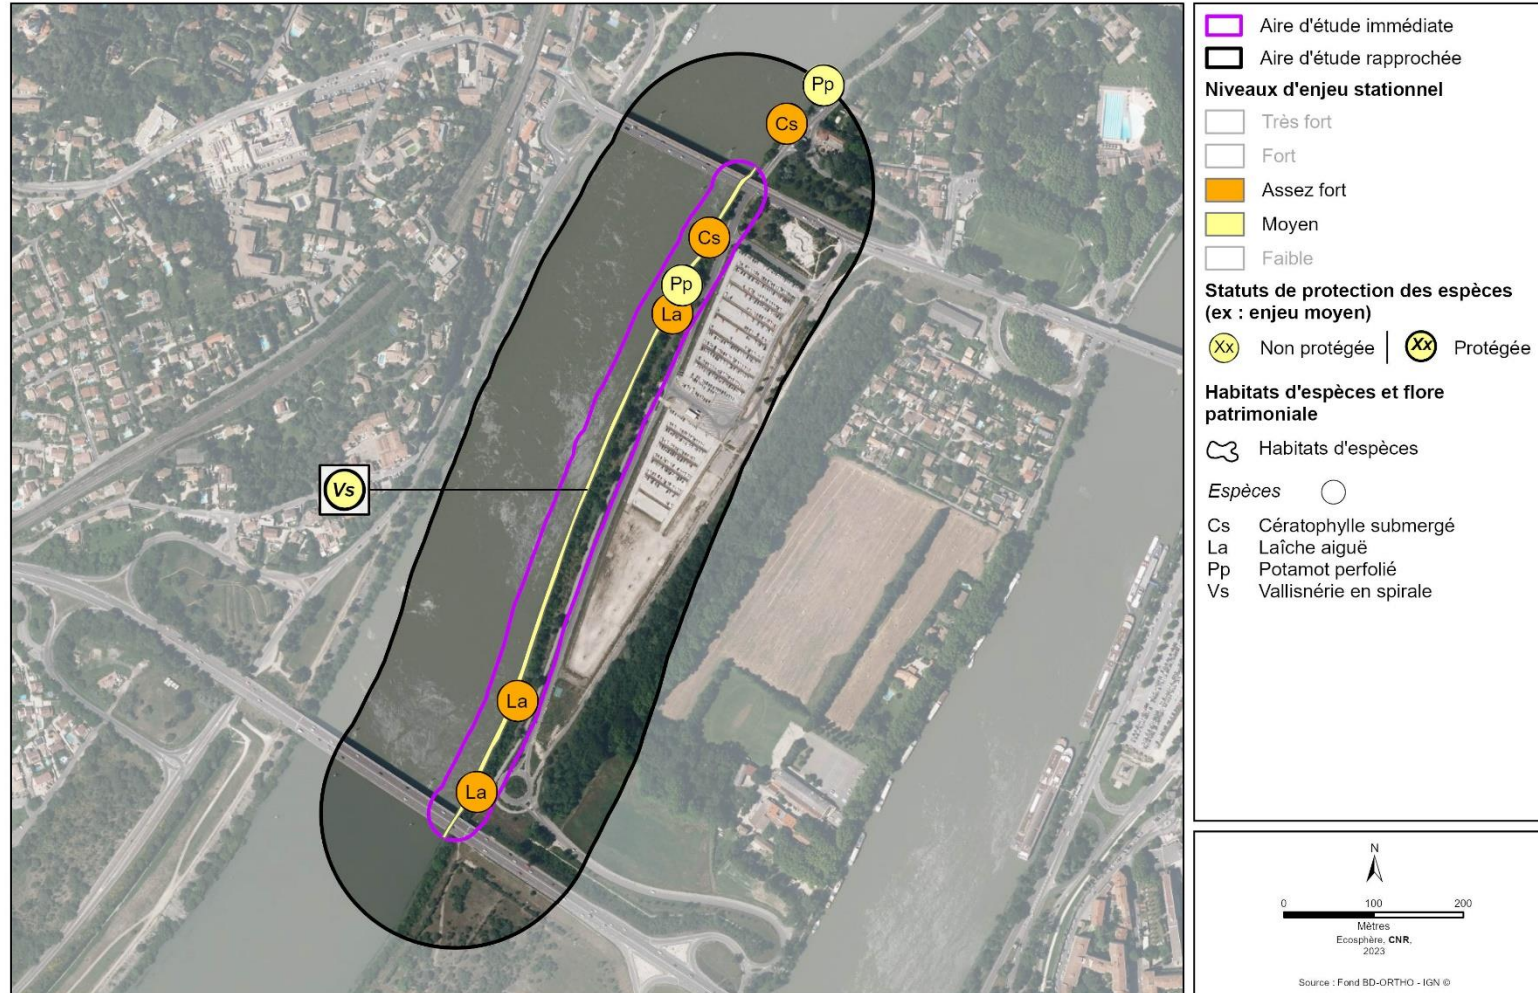 Pp
Cs
Cs
Pp
La
Vs
La
La
Aire d'étude immédiate
Aire d'étude rapprochée
Niveaux d'enjeu stationnel
Très fort
Fort
Assez fort
Moyen
Faible
Statuts de protection des espèces
(ex : enjeu moyen)
Xx Non protégée | Xx Protégée
Habitats d'espèces et flore
patrimoniale
Habitats d'espèces
Espèces
Cs Cératophylle submergé
La Laîche aiguë
Pp Potamot perfolié
Vs Vallisnérie en spirale
N
0 100 200
Mètres
Ecosphère, CNR,
2023
Source : Fond BD-ORTHO - IGN ©